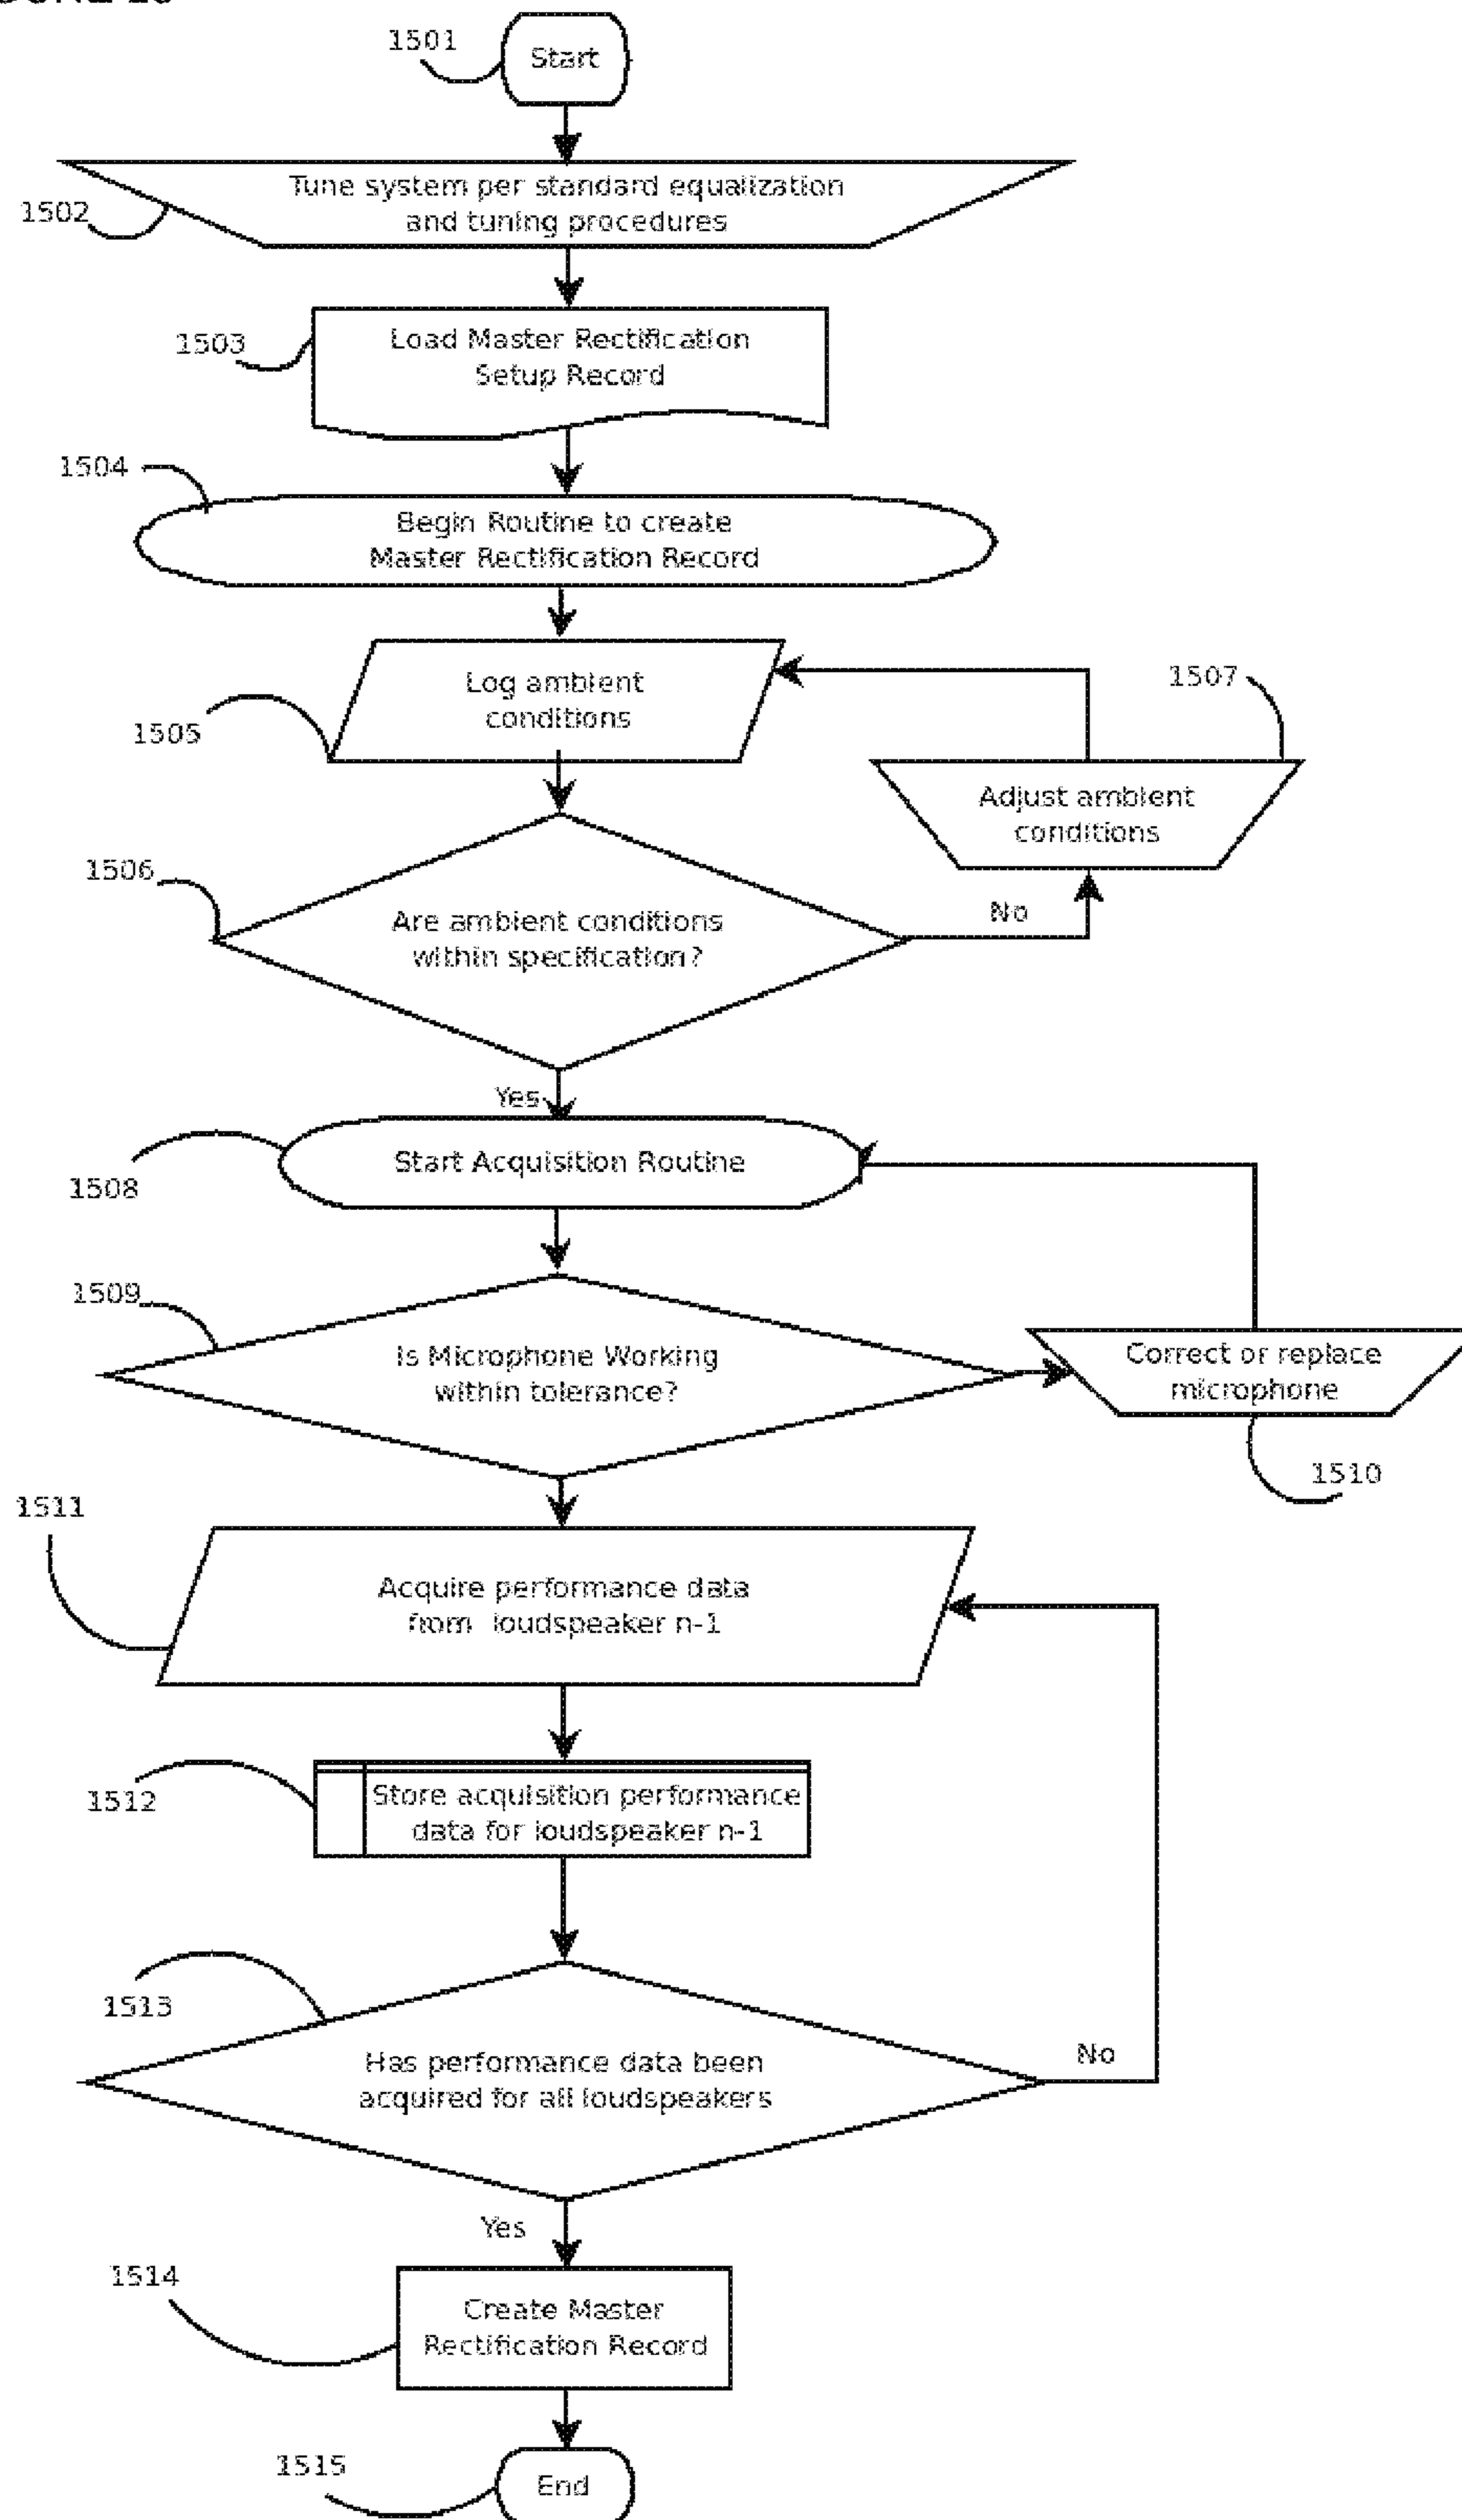 1501
Start
Tune system per standard equalization
and tuning procedures
1502
1503
Load Master Rectification
Setup Record
1504
Begin Routine to create
Master Rectification Record
Log ambient
conditions
1505
1507
Adjust ambient
conditions
1506
Are ambient conditions
within specification?
No
Yes
Start Acquisition Routine
1508
1509
Is Microphone Working
within tolerance?
Correct or replace
microphone
1510
1511
Acquire performance data
from loudspeaker n-1
1512
Store acquisition performance
data for loudspeaker n-1
1513
Has performance data been
acquired for all loudspeakers
No
Yes
1514
Create Master
Rectification Record
1515
End